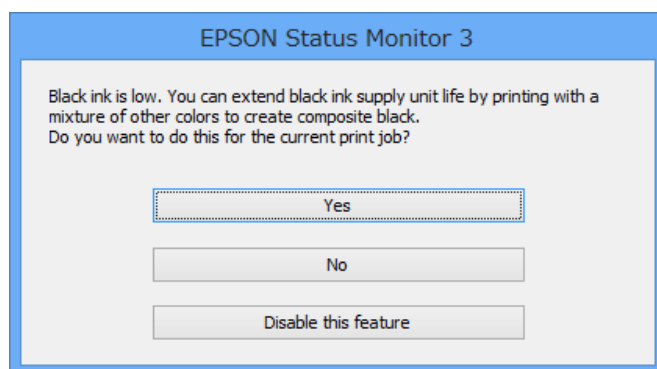 EPSON Status Monitor 3
Black ink is low. You can extend black ink supply unit life by printing with a
mixture of other colors to create composite black.
Do you want to do this for the current print job?
Yes
No
Disable this feature